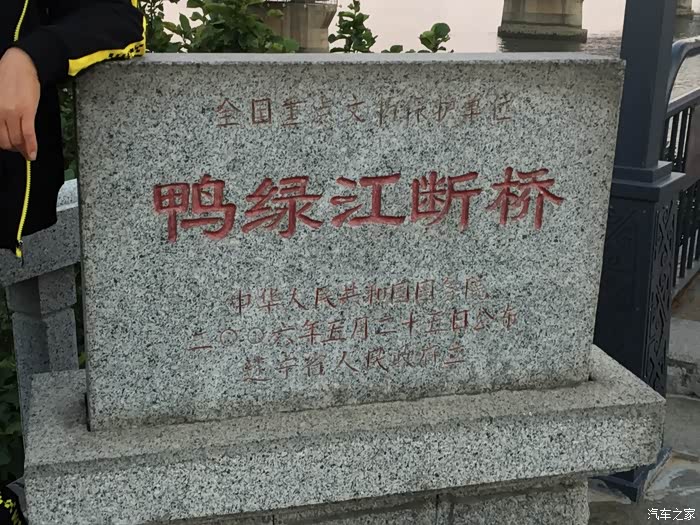 全国重点文物保护单位
鸭绿江断桥
中华人民共和国国务院
二〇〇六年五月二十五日公布
辽宁省人民政府立
汽车之家